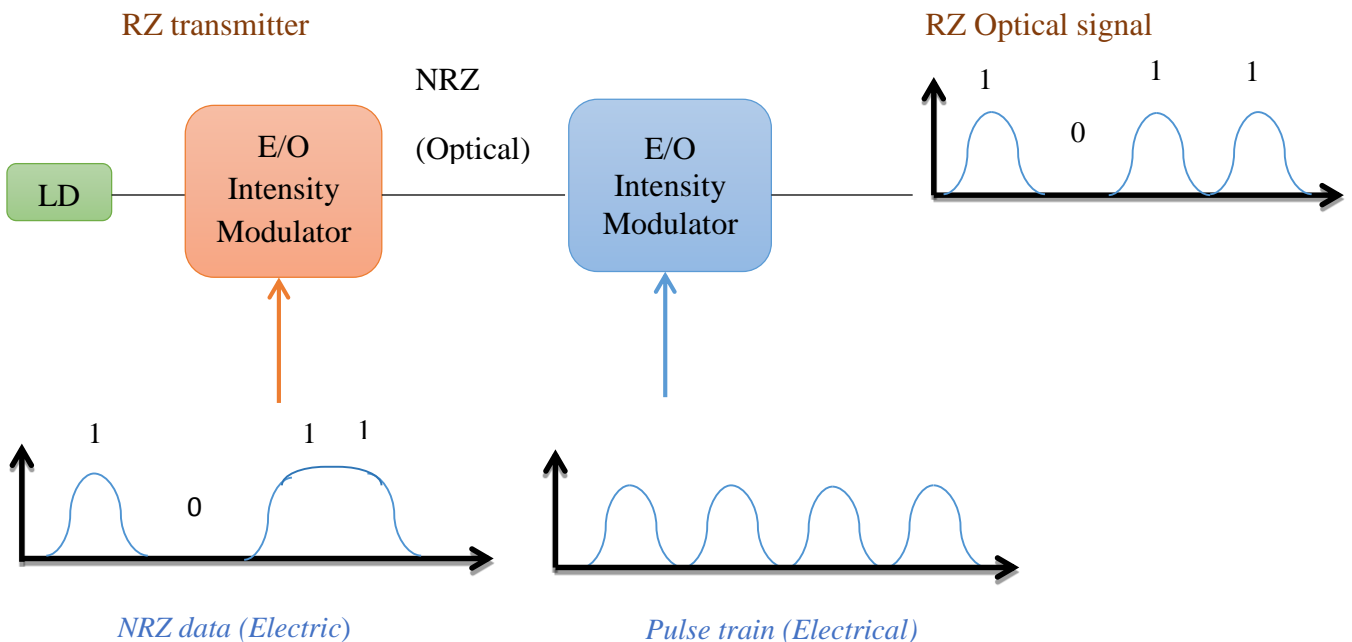 RZ transmitter
RZ Optical signal
NRZ
(Optical)
LD
E/O
Intensity
Modulator
E/O
Intensity
Modulator
1
0
1
1
1
0
1
1
NRZ data (Electric)
Pulse train (Electrical)